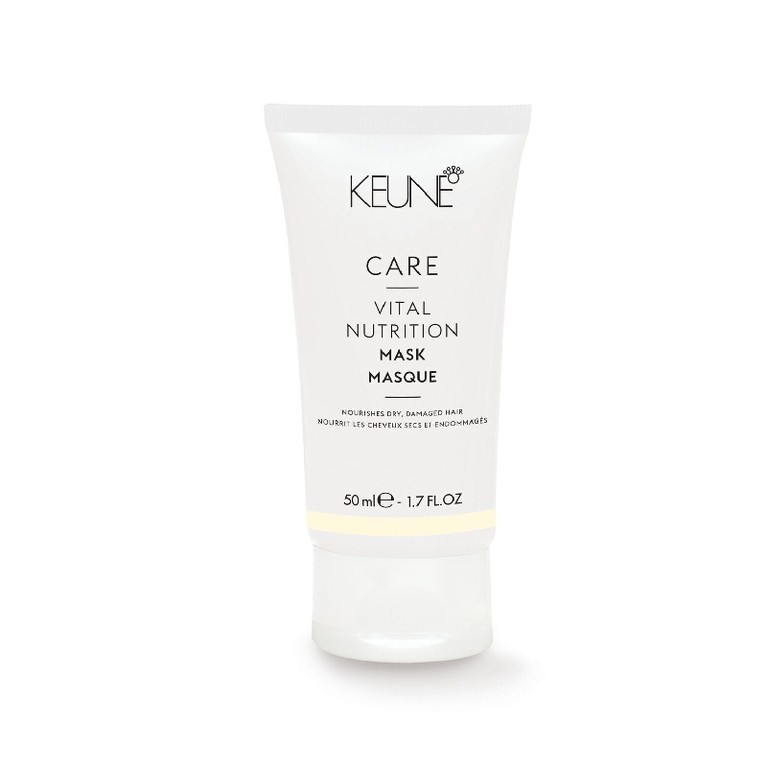 KEUNE
CARE
VITAL
NUTRITION
MASK
MASQUE
NOURISHES DRY, DAMAGED HAIR
NOURRIT LES CHEVEUX SECS ET ENDOMMAGÉS
50 ml℮ - 1.7 FL.OZ